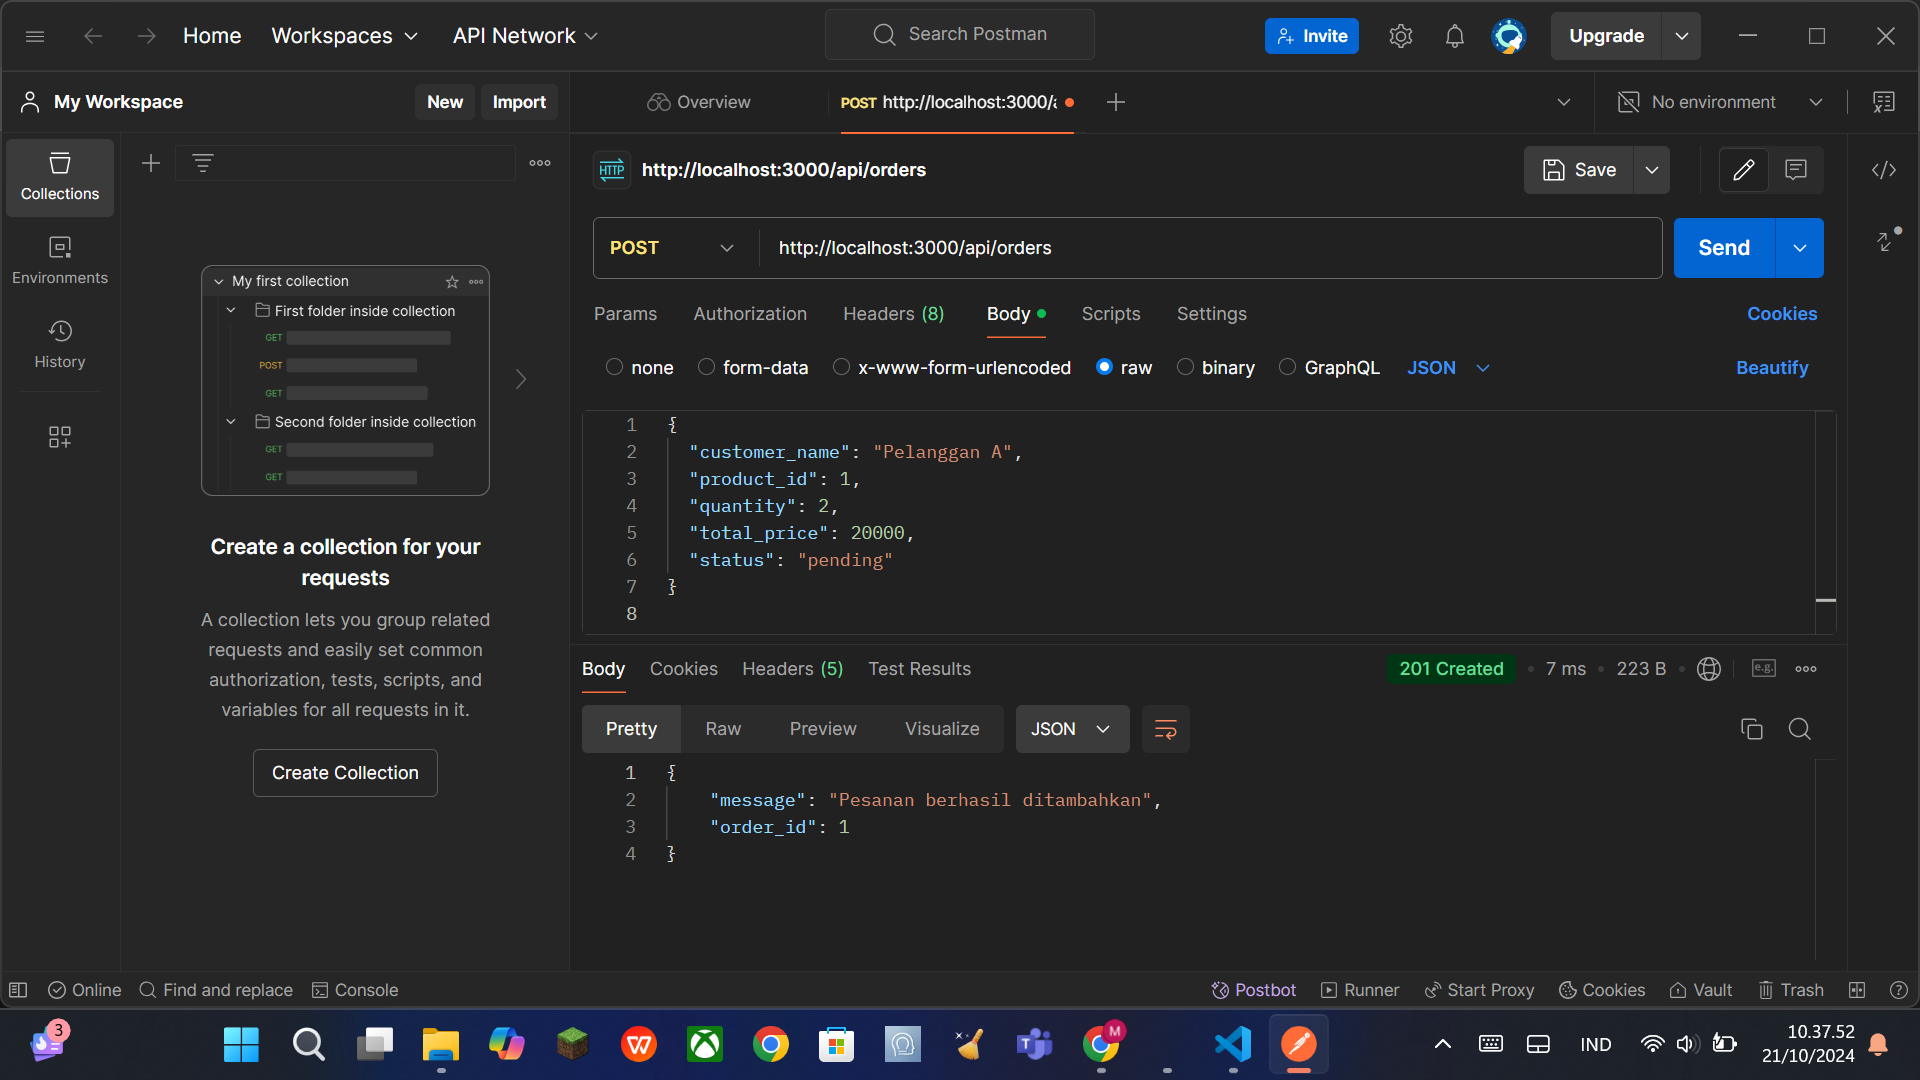 Home Workspaces API Network Search Postman Invite Upgrade
My Workspace New Import Overview POST http://localhost:3000/a No environment
Collections
Environments
History
My first collection
First folder inside collection
GET
POST
GET
Second folder inside collection
GET
GET
Create a collection for your
requests
A collection lets you group related
requests and easily set common
authorization, tests, scripts, and
variables for all requests in it.
Create Collection
HTTP http://localhost:3000/api/orders Save
POST http://localhost:3000/api/orders Send
Params Authorization Headers (8) Body Scripts Settings Cookies
none form-data x-www-form-urlencoded raw binary GraphQL JSON Beautify
1 {
2 "customer_name": "Pelanggan A",
3 "product_id": 1,
4 "quantity": 2,
5 "total_price": 20000,
6 "status": "pending"
7 }
8
Body Cookies Headers (5) Test Results 201 Created 7 ms 223 B e.g.
Pretty Raw Preview Visualize JSON
1 {
2 "message": "Pesanan berhasil ditambahkan",
3 "order_id": 1
4 }
Online Find and replace Console Postbot Runner Start Proxy Cookies Vault Trash
3 M IND 10.37.52
21/10/2024